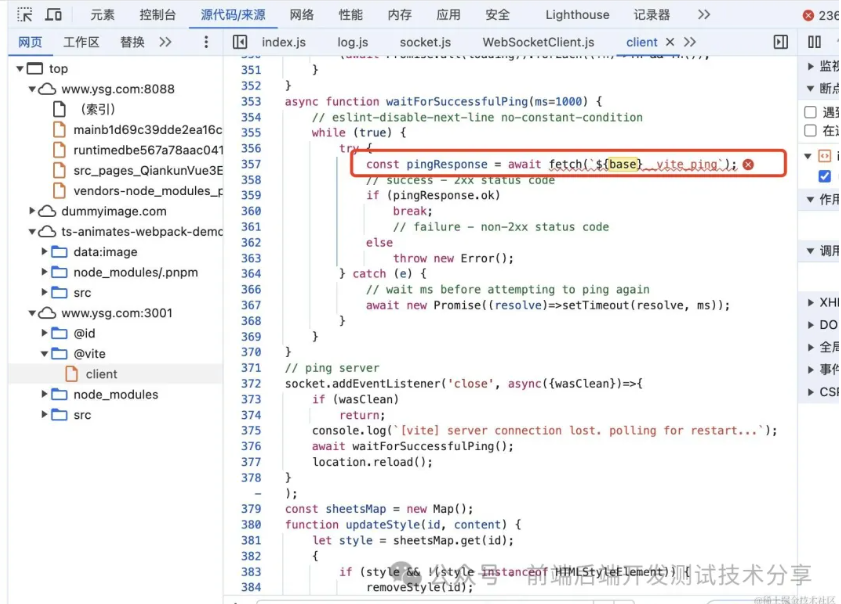 元素 控制台 源代码/来源 网络 性能 内存 应用 安全 Lighthouse 记录器 236
网页 工作区 替换 index.js log.js socket.js WebSocketClient.js client
top
www.ysg.com:8088
（索引）
mainb1d69c39dde2ea16c
runtimedbe567a78aac041
src_pages_QiankunVue3E
vendors-node_modules_p
dummyimage.com
ts-animates-webpack-demo
data:image
node_modules/.pnpm
src
www.ysg.com:3001
@id
@vite
client
node_modules
src
351 }
352 }
353 async function waitForSuccessfulPing(ms=1000) {
354 // eslint-disable-next-line no-constant-condition
355 while (true) {
356 try {
357 const pingResponse = await fetch(`${base}__vite_ping`);
358 // success - 2xx status code
359 if (pingResponse.ok)
360 break;
361 // failure - non-2xx status code
362 else
363 throw new Error();
364 } catch (e) {
366 // wait ms before attempting to ping again
367 await new Promise((resolve)=>setTimeout(resolve, ms));
368 }
369 }
370 }
371 // ping server
372 socket.addEventListener('close', async({wasClean})=>{
373 if (wasClean)
374 return;
375 console.log(`[vite] server connection lost. polling for restart...`);
376 await waitForSuccessfulPing();
377 location.reload();
378 }
– );
379 const sheetsMap = new Map();
380 function updateStyle(id, content) {
381 let style = sheetsMap.get(id);
382 {
383 if (style && !(style instanceof HTMLStyleElement)) {
384 removeStyle(id);
监视
断点
遇到
在
作用
调用
XHI
DO
全局
事件
CSP
公众号 · 前端后端开发测试技术分享
@稀土掘金技术社区